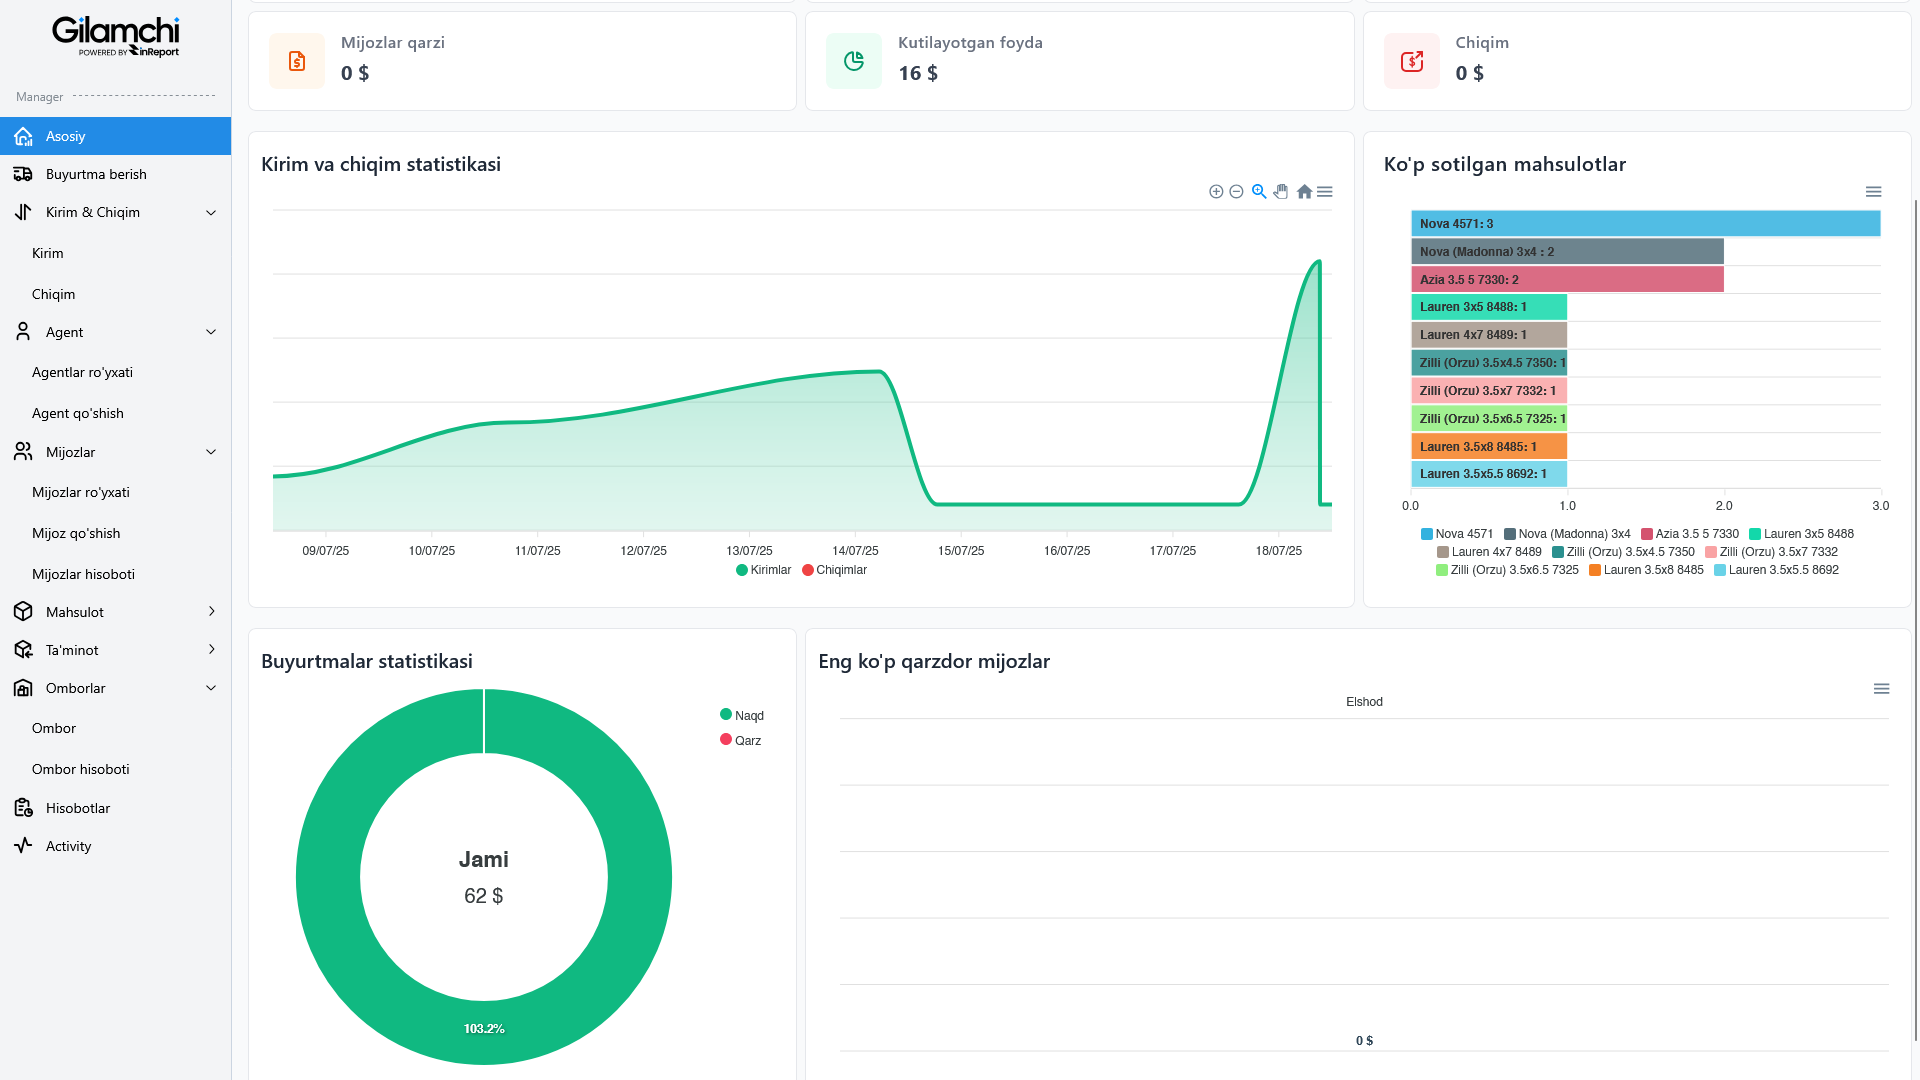 Gilamchi
POWERED BY inReport
Manager
Asosiy
Buyurtma berish
Kirim & Chiqim
Kirim
Chiqim
Agent
Agentlar ro'yxati
Agent qo'shish
Mijozlar
Mijozlar ro'yxati
Mijoz qo'shish
Mijozlar hisoboti
Mahsulot
Ta'minot
Omborlar
Ombor
Ombor hisoboti
Hisobotlar
Activity
Mijozlar qarzi
0 $
Kutilayotgan foyda
16 $
Chiqim
0 $
Kirim va chiqim statistikasi
09/07/25 10/07/25 11/07/25 12/07/25 13/07/25 14/07/25 15/07/25 16/07/25 17/07/25 18/07/25
Kirimlar Chiqimlar
Ko'p sotilgan mahsulotlar
Nova 4571: 3
Nova (Madonna) 3x4 : 2
Azia 3.5 5 7330: 2
Lauren 3x5 8488: 1
Lauren 4x7 8489: 1
Zilli (Orzu) 3.5x4.5 7350: 1
Zilli (Orzu) 3.5x7 7332: 1
Zilli (Orzu) 3.5x6.5 7325: 1
Lauren 3.5x8 8485: 1
Lauren 3.5x5.5 8692: 1
0.0 1.0 2.0 3.0
Nova 4571 Nova (Madonna) 3x4 Azia 3.5 5 7330 Lauren 3x5 8488
Lauren 4x7 8489 Zilli (Orzu) 3.5x4.5 7350 Zilli (Orzu) 3.5x7 7332
Zilli (Orzu) 3.5x6.5 7325 Lauren 3.5x8 8485 Lauren 3.5x5.5 8692
Buyurtmalar statistikasi
Naqd
Qarz
Jami
62 $
103.2%
Eng ko'p qarzdor mijozlar
Elshod
0 $